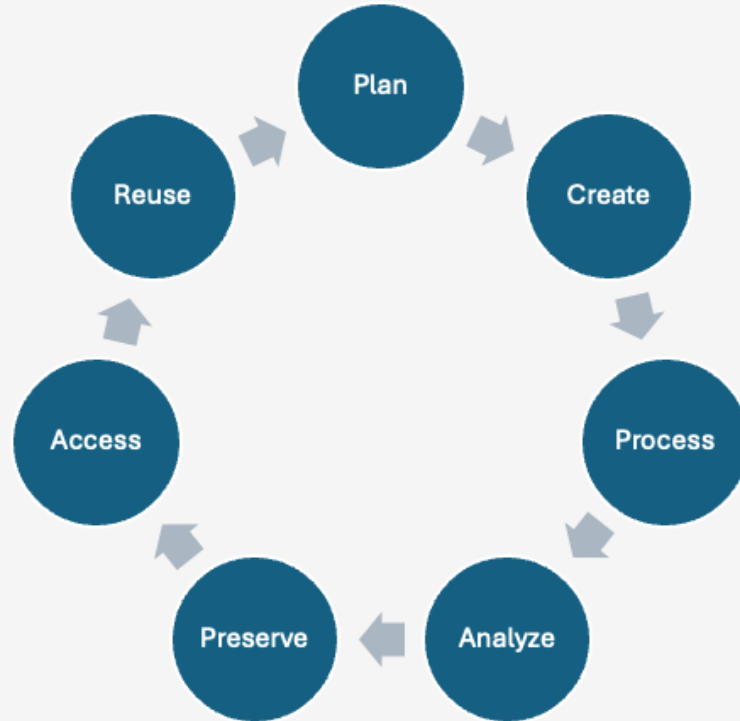 Plan
Create
Process
Analyze
Preserve
Access
Reuse